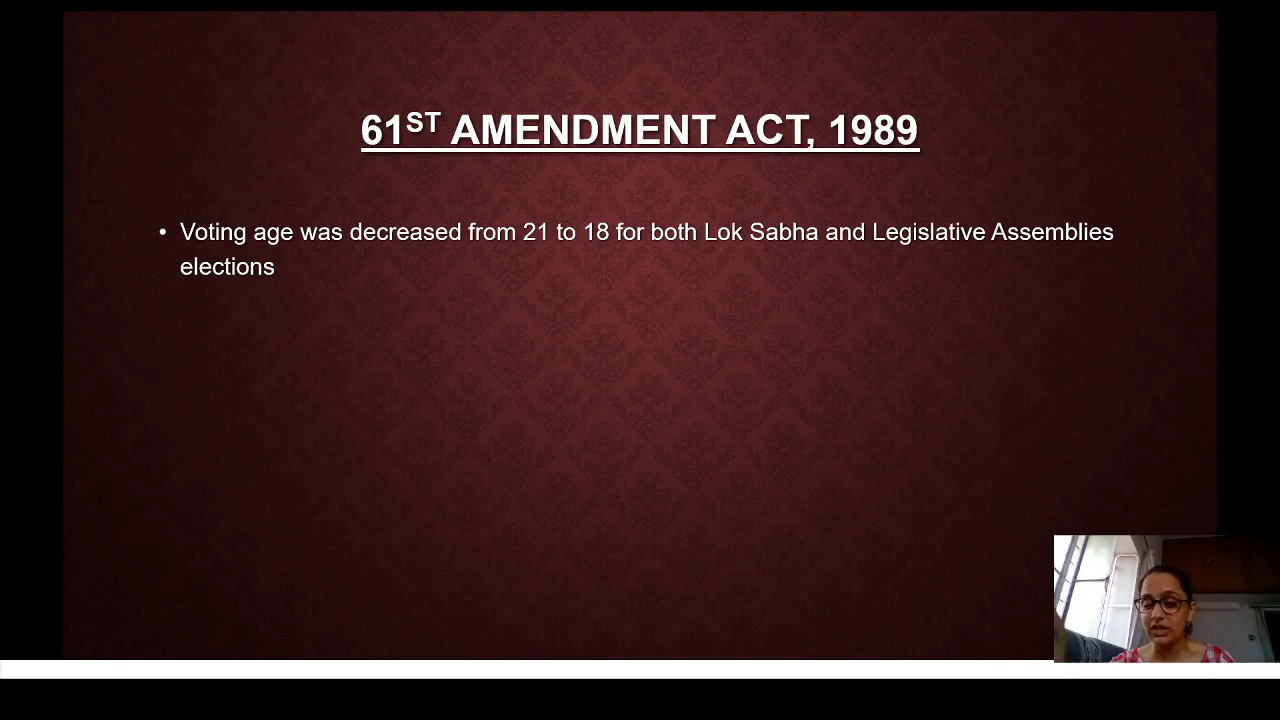 61ST AMENDMENT ACT, 1989
• Voting age was decreased from 21 to 18 for both Lok Sabha and Legislative Assemblies
elections